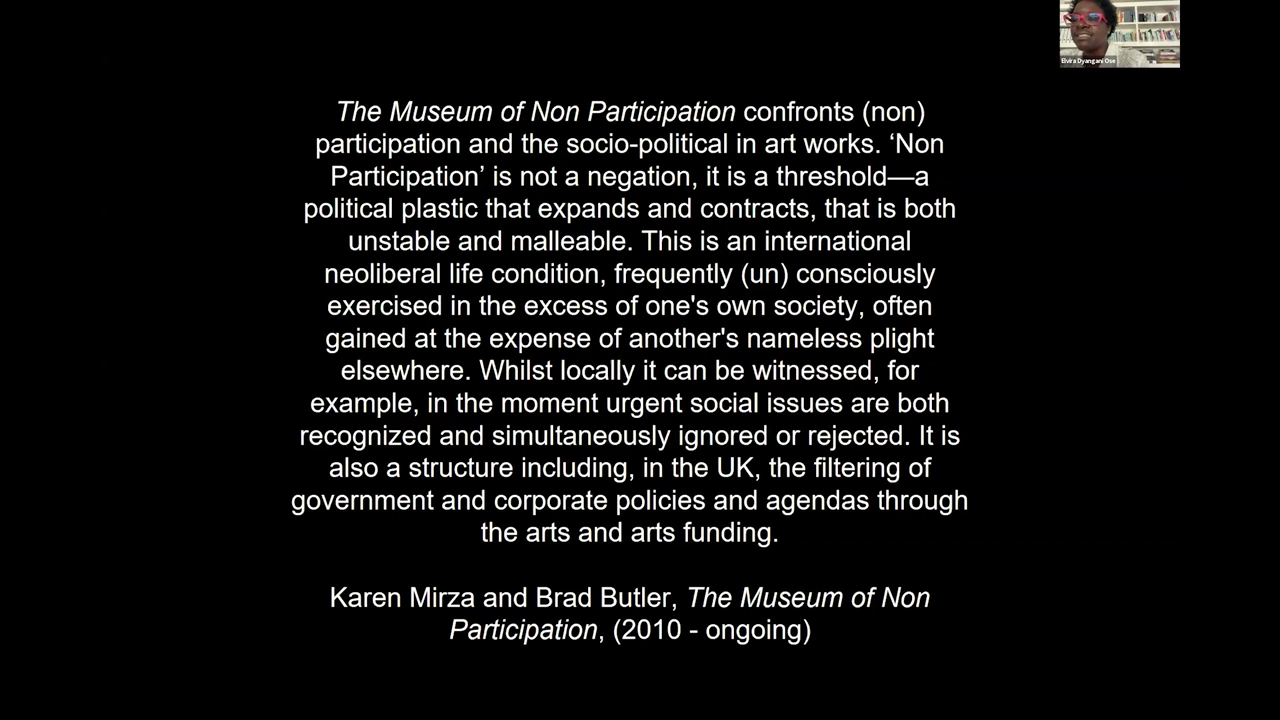 Elvira Dyangani Ose
The Museum of Non Participation confronts (non)
participation and the socio-political in art works. ‘Non
Participation’ is not a negation, it is a threshold—a
political plastic that expands and contracts, that is both
unstable and malleable. This is an international
neoliberal life condition, frequently (un) consciously
exercised in the excess of one's own society, often
gained at the expense of another's nameless plight
elsewhere. Whilst locally it can be witnessed, for
example, in the moment urgent social issues are both
recognized and simultaneously ignored or rejected. It is
also a structure including, in the UK, the filtering of
government and corporate policies and agendas through
the arts and arts funding.
Karen Mirza and Brad Butler, The Museum of Non
Participation, (2010 - ongoing)